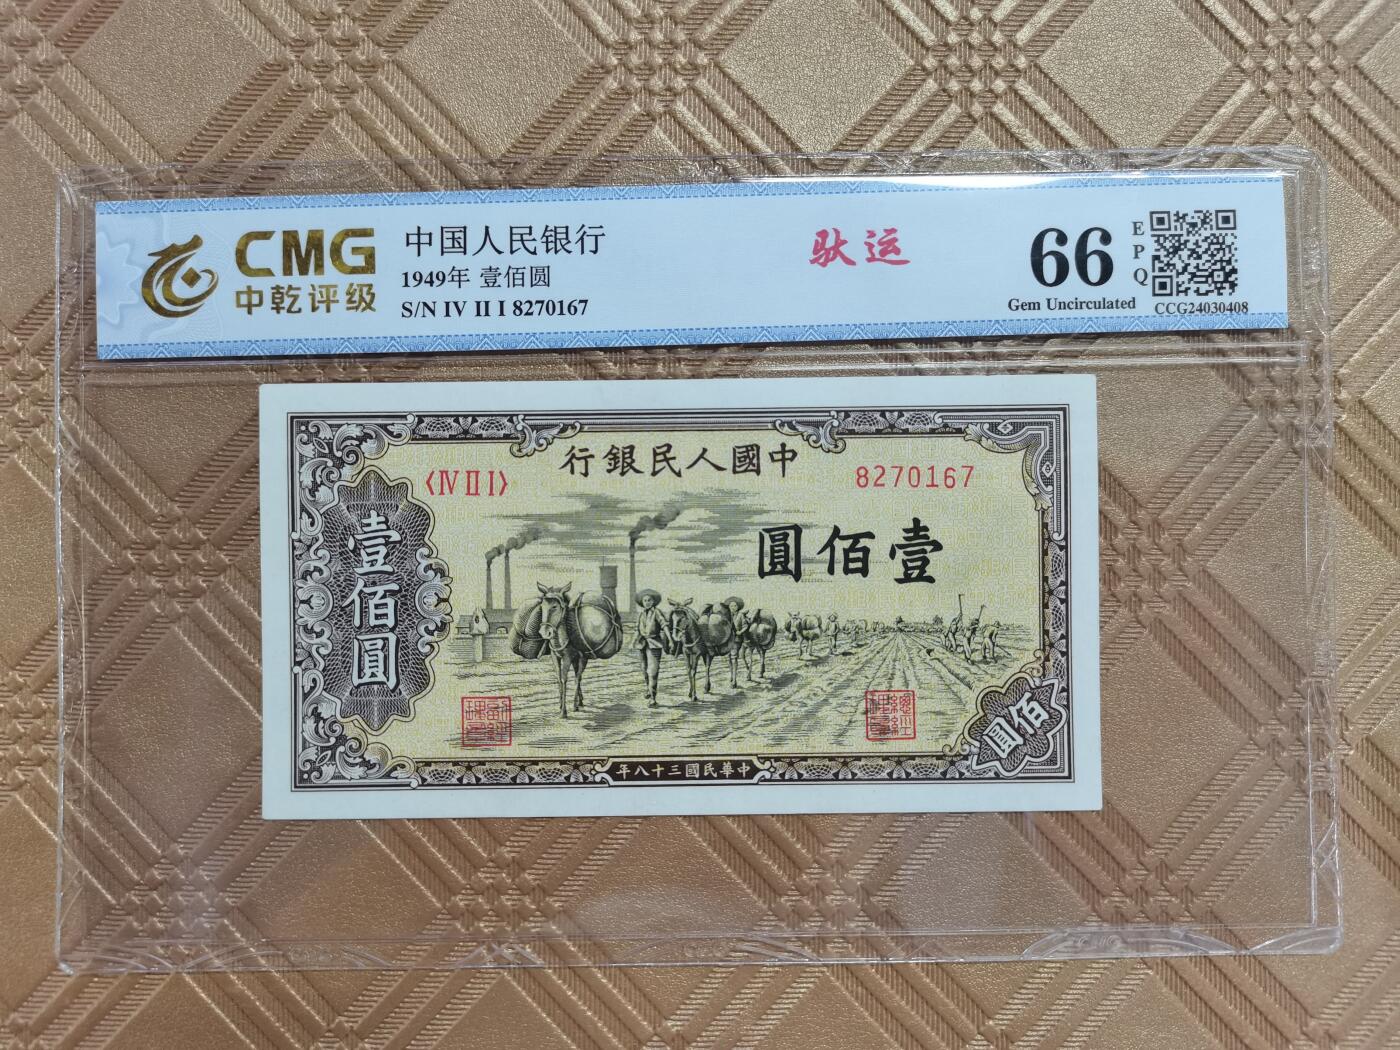 CMG
中乾评级
中国人民银行
1949年 壹佰圆
S/N IV II I 8270167
驮运
66
EPQ
Gem Uncirculated
CCG24030408
行銀民人國中
〈ⅣⅡⅠ〉
8270167
圓佰壹
壹佰圓
圓佰
年八十三國民華中